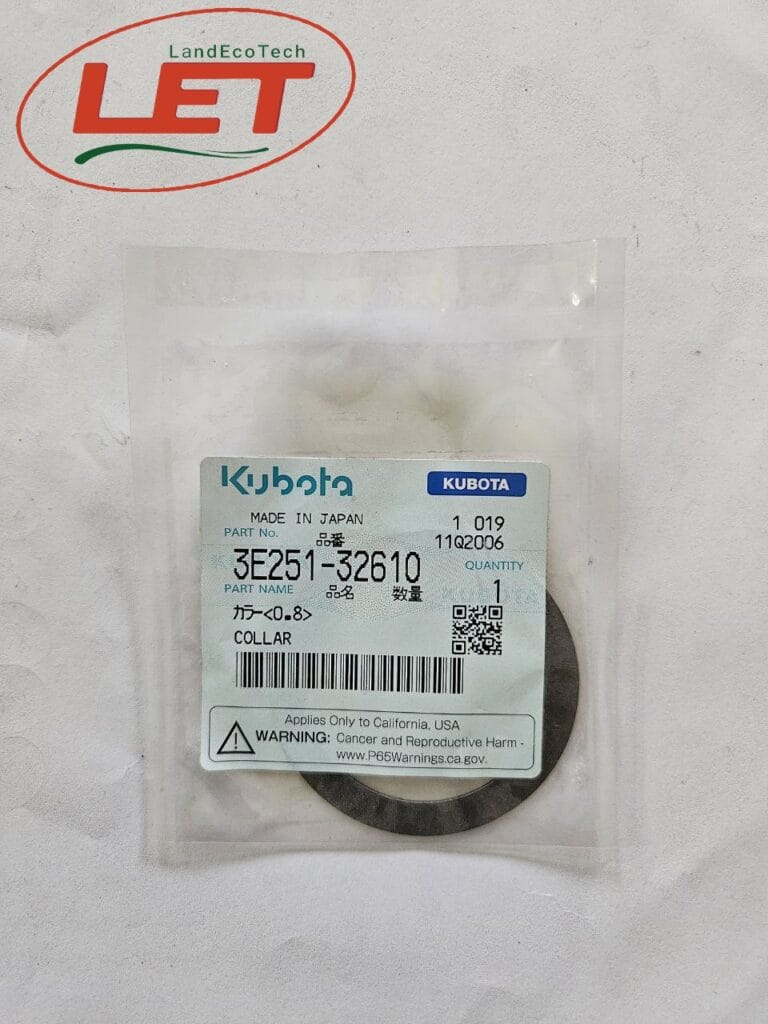 LandEcoTech
LET
Kubota
KUBOTA
MADE IN JAPAN
1 019
PART No.
品番
11Q2006
3E251-32610
QUANTITY
PART NAME
品名
数量
1
カラー<0.8>
COLLAR
Applies Only to California, USA
WARNING: Cancer and Reproductive Harm -
www.P65Warnings.ca.gov.